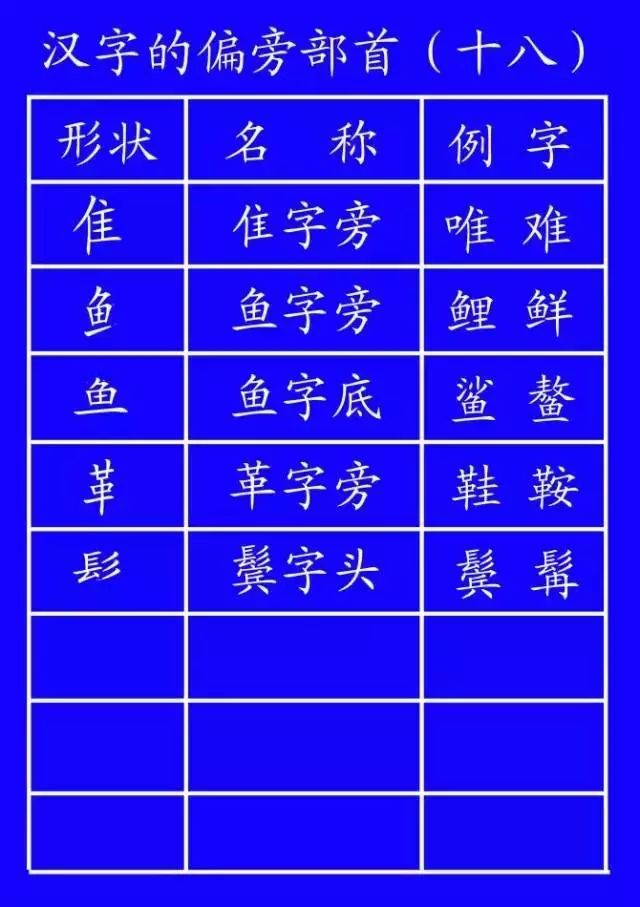 汉字的偏旁部首（十八）
形状 名称 例字
隹 隹字旁 唯 难
鱼 鱼字旁 鲤 鲜
鱼 鱼字底 鲨 鳌
革 革字旁 鞋 鞍
髟 鬓字头 鬓 髯